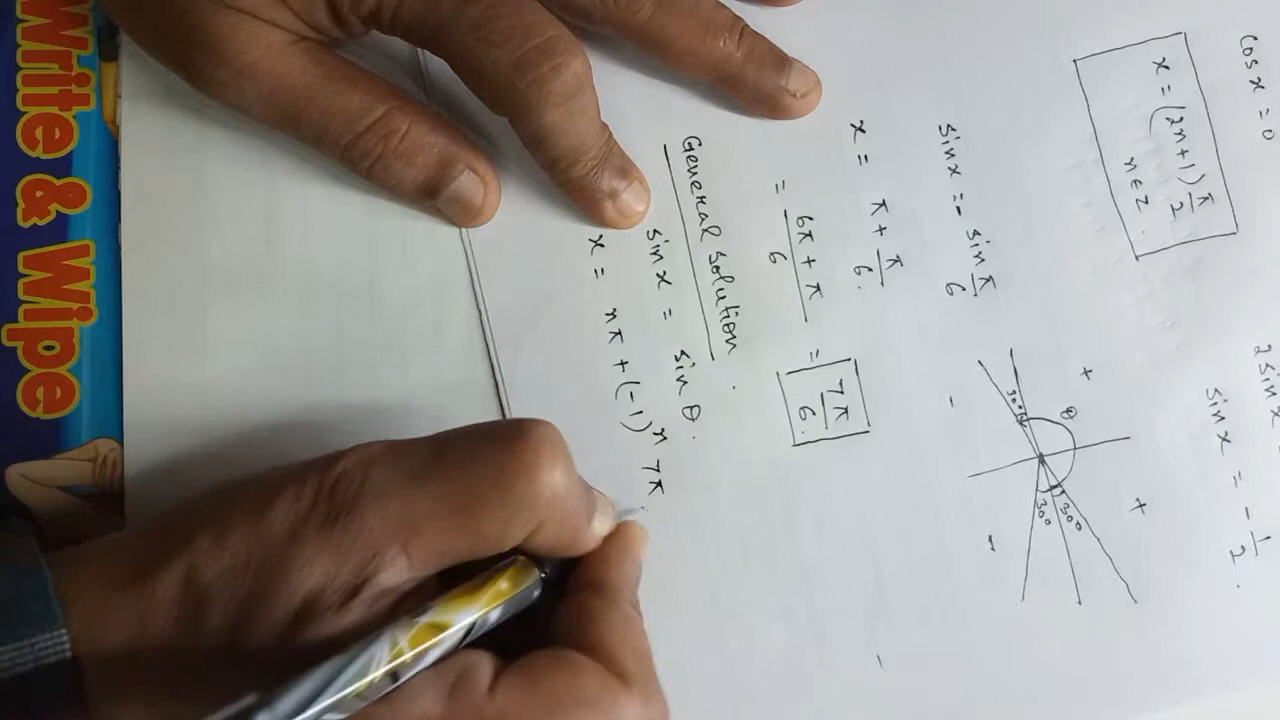 cos x = 0
2 sin x
x = (2n+1) π/2
n ∈ Z.
sin x = - 1/2.
sin x = - sin π/6
x = π + π/6.
= 6π + π / 6 = 7π/6.
+
+
-
-
θ
30°
30°
30°
General Solution.
sin x = sin θ.
x = nπ + (-1)^n 7π
Write & Wipe